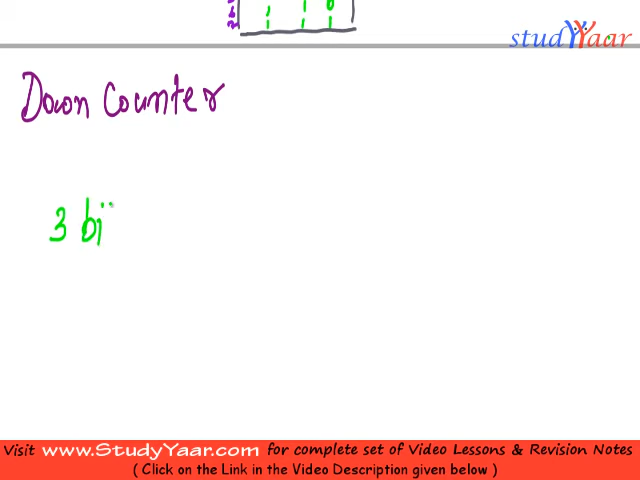 studYYaar
Down Counter
3 bi
Visit www.StudyYaar.com for complete set of Video Lessons & Revision Notes
( Click on the Link in the Video Description given below )